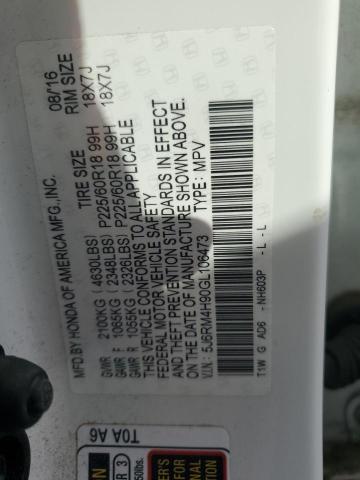 MFD.BY HONDA OF AMERICA MFG.,INC. 08/16
TIRE SIZE RIM SIZE
GVWR 2100KG (4630LBS)
GAWR F 1065KG (2348LBS) P225/60R18 99H 18X7J
GAWR R 1055KG (2326LBS) P225/60R18 99H 18X7J
THIS VEHICLE CONFORMS TO ALL APPLICABLE
FEDERAL MOTOR VEHICLE SAFETY
AND THEFT PREVENTION STANDARDS IN EFFECT
ON THE DATE OF MANUFACTURE SHOWN ABOVE.
V.I.N.: 5J6RM4H90GL106473 TYPE: MPV
T1W G AD6 -NH603P -L -L
T0A A6